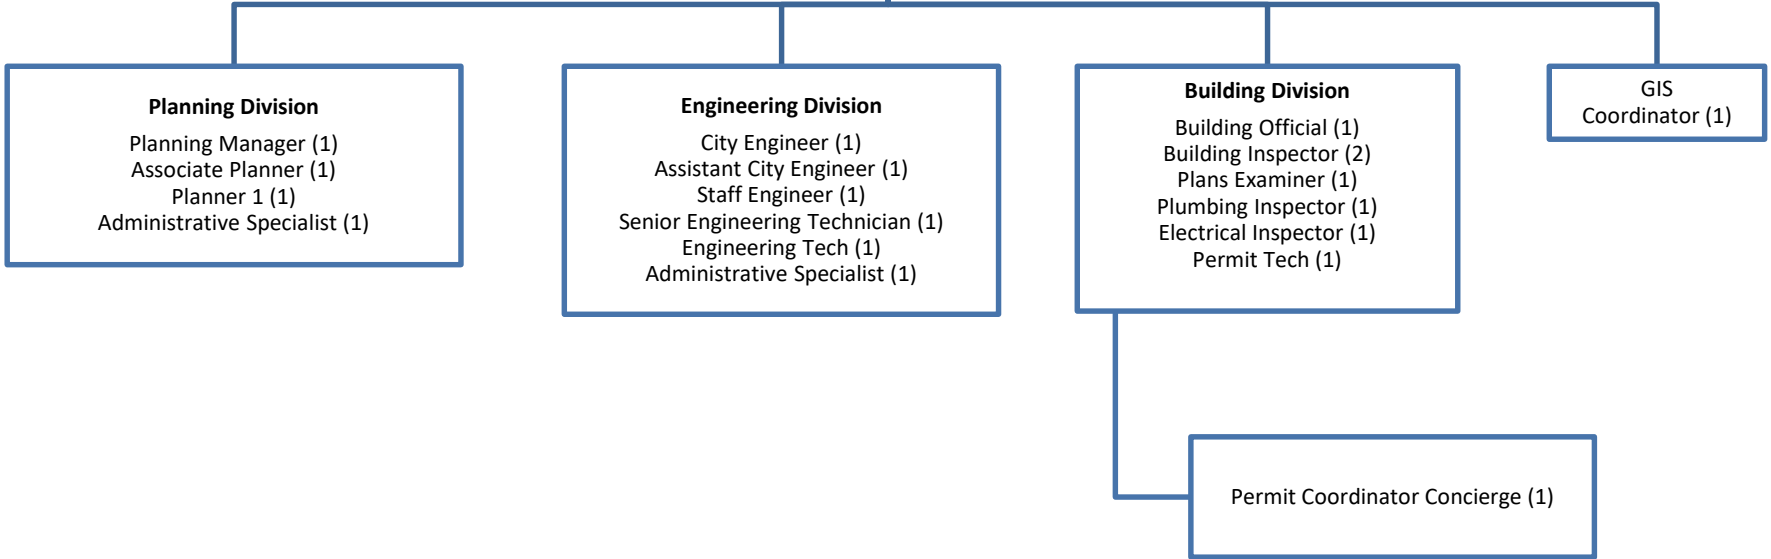 Planning Division
Planning Manager (1)
Associate Planner (1)
Planner 1 (1)
Administrative Specialist (1)
Engineering Division
City Engineer (1)
Assistant City Engineer (1)
Staff Engineer (1)
Senior Engineering Technician (1)
Engineering Tech (1)
Administrative Specialist (1)
Building Division
Building Official (1)
Building Inspector (2)
Plans Examiner (1)
Plumbing Inspector (1)
Electrical Inspector (1)
Permit Tech (1)
GIS
Coordinator (1)
Permit Coordinator Concierge (1)